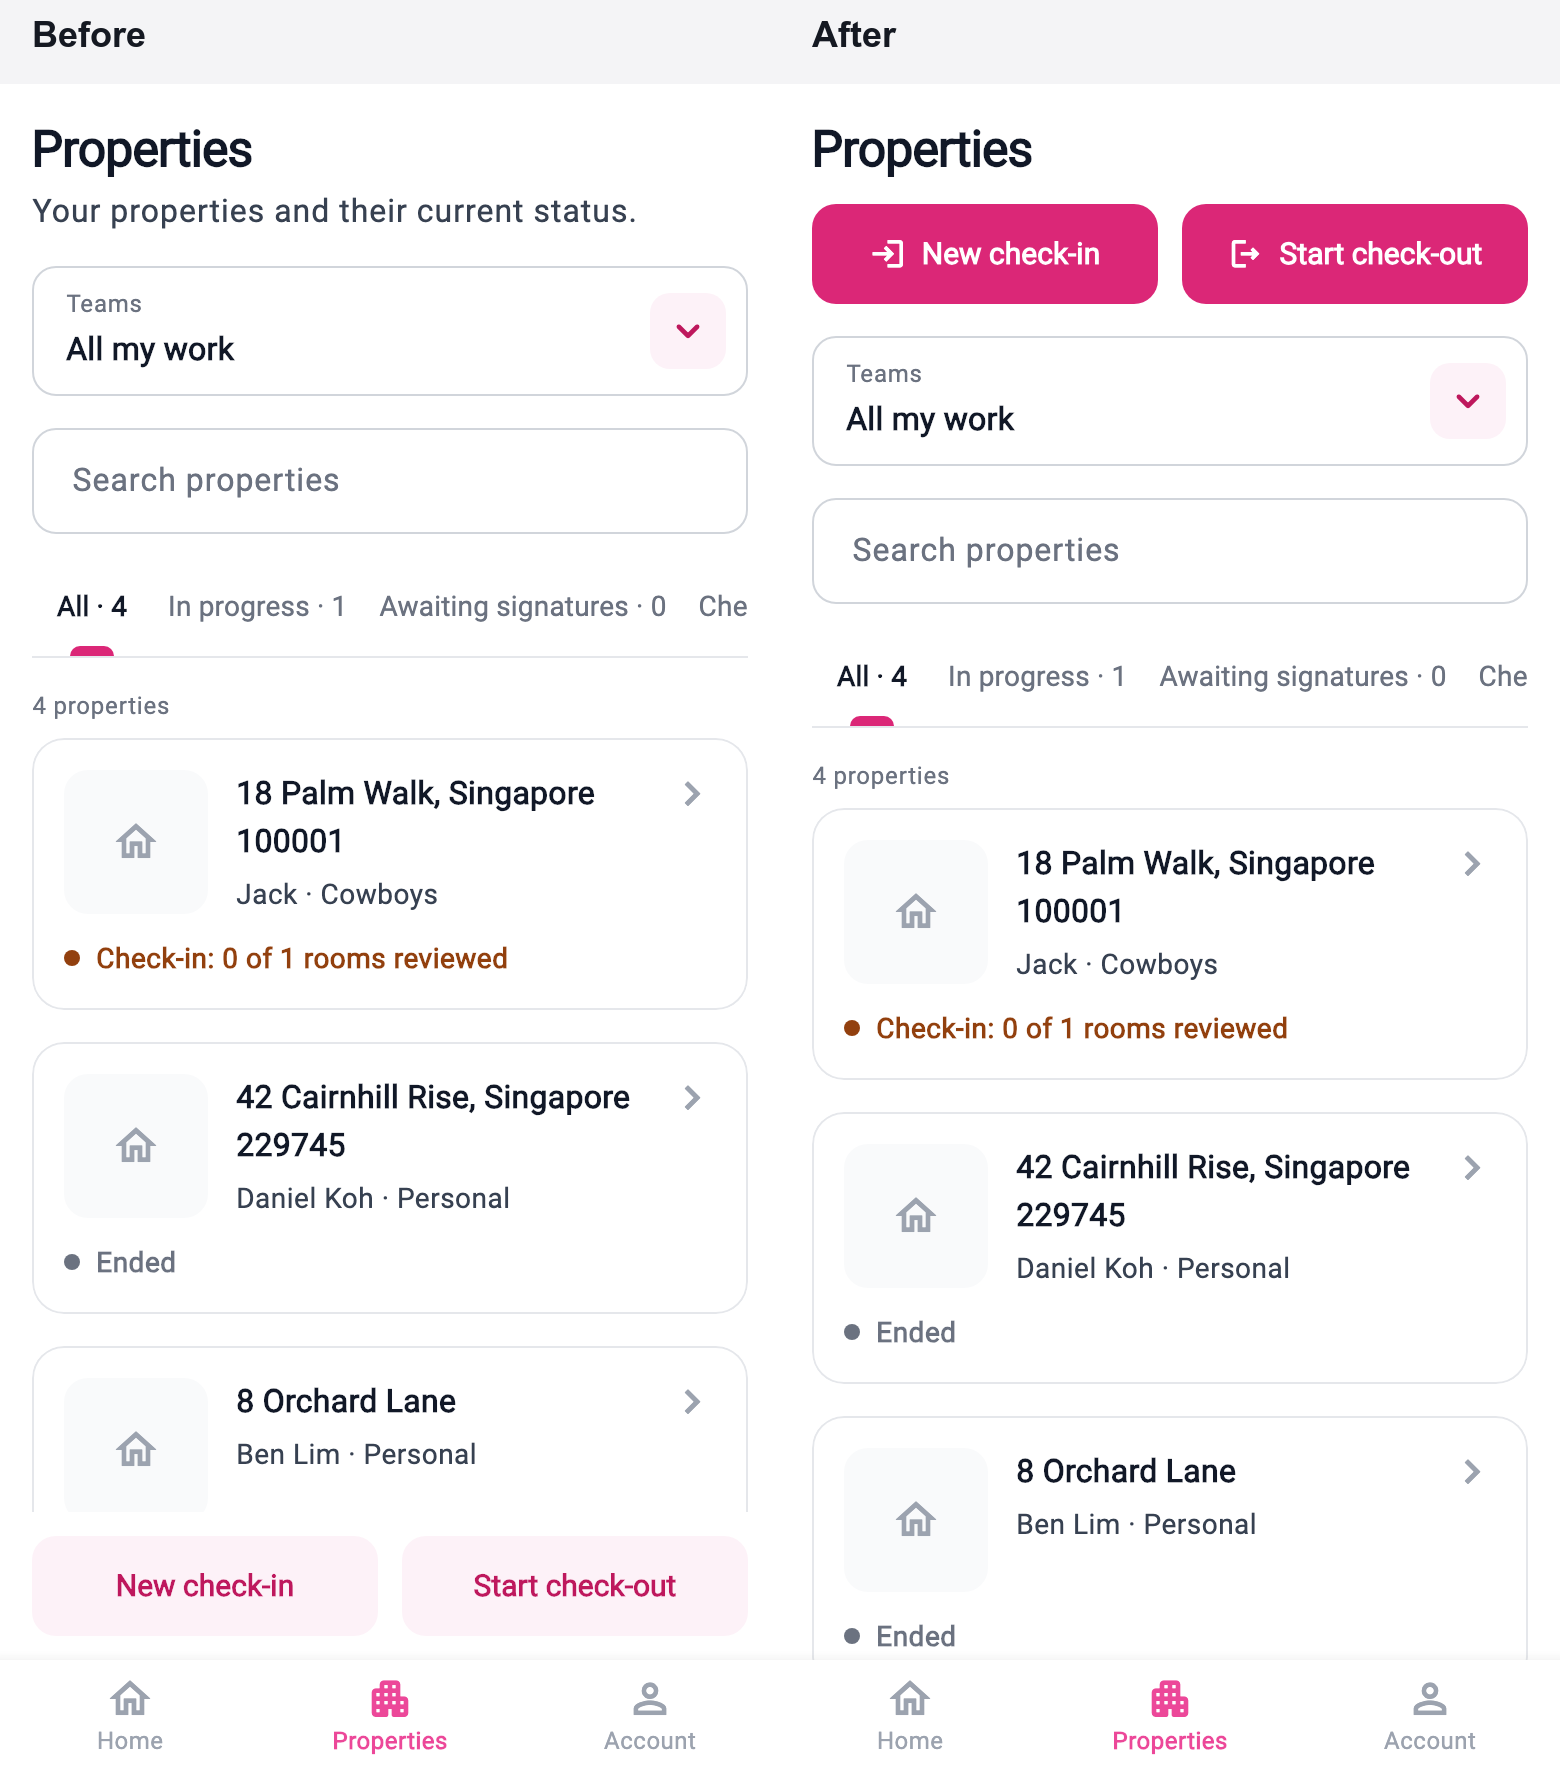 Before
Properties
Your properties and their current status.
Teams
All my work
Search properties
All · 4 In progress · 1 Awaiting signatures · 0 Che
4 properties
18 Palm Walk, Singapore
100001
Jack · Cowboys
Check-in: 0 of 1 rooms reviewed
42 Cairnhill Rise, Singapore
229745
Daniel Koh · Personal
Ended
8 Orchard Lane
Ben Lim · Personal
New check-in Start check-out
Home Properties Account
After
Properties
New check-in Start check-out
Teams
All my work
Search properties
All · 4 In progress · 1 Awaiting signatures · 0 Che
4 properties
18 Palm Walk, Singapore
100001
Jack · Cowboys
Check-in: 0 of 1 rooms reviewed
42 Cairnhill Rise, Singapore
229745
Daniel Koh · Personal
Ended
8 Orchard Lane
Ben Lim · Personal
Ended
Home Properties Account